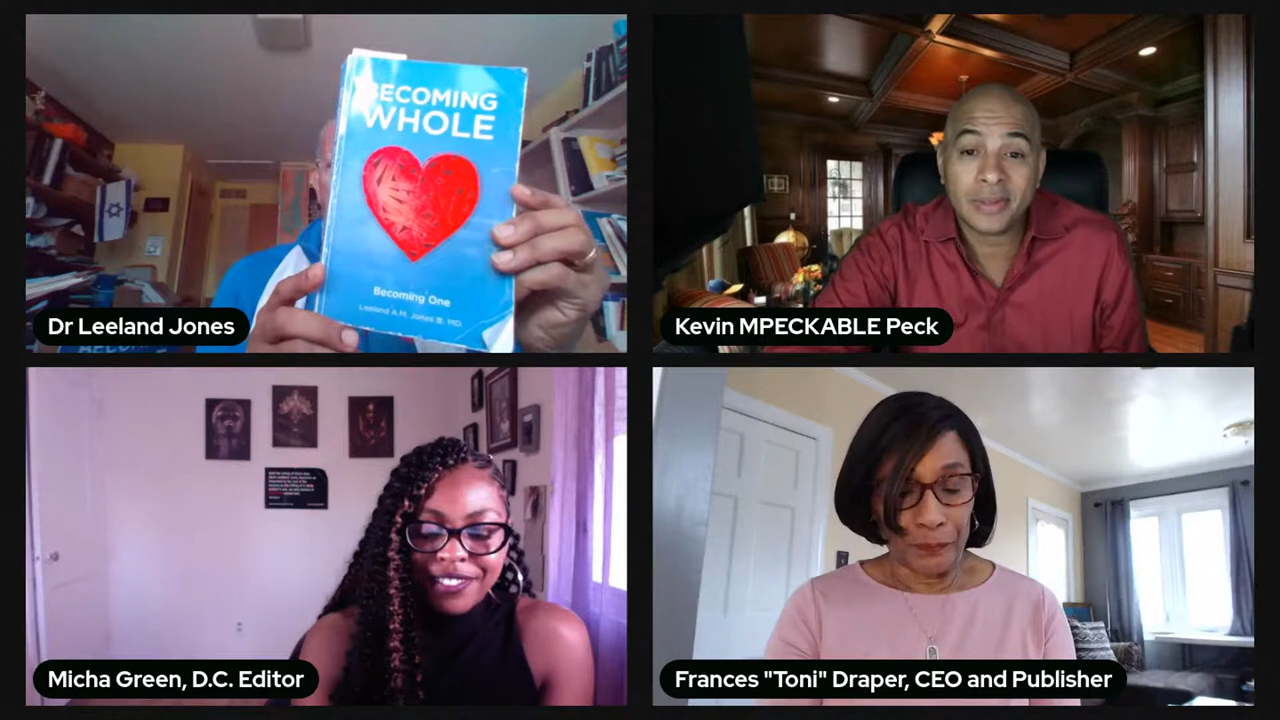 BECOMING
WHOLE
Becoming One
Leeland A.M. Jones III, MD.
Dr Leeland Jones
Kevin MPECKABLE Peck
Micha Green, D.C. Editor
Frances "Toni" Draper, CEO and Publisher